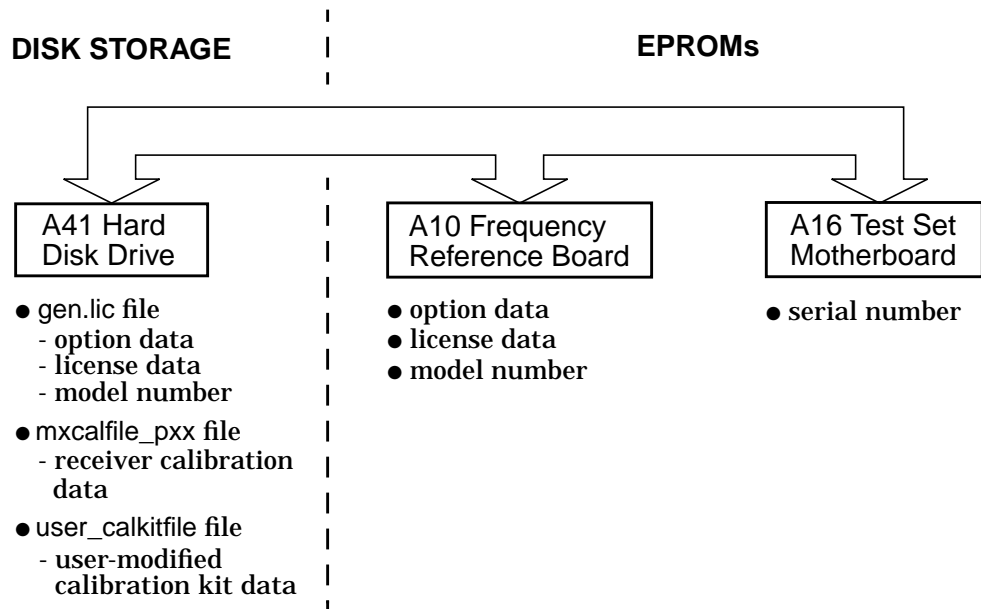 DISK STORAGE
EPROMs
A41 Hard
Disk Drive
● gen.lic file
- option data
- license data
- model number
● mxcalfile_pxx file
- receiver calibration
data
● user_calkitfile file
- user-modified
calibration kit data
A10 Frequency
Reference Board
● option data
● license data
● model number
A16 Test Set
Motherboard
● serial number